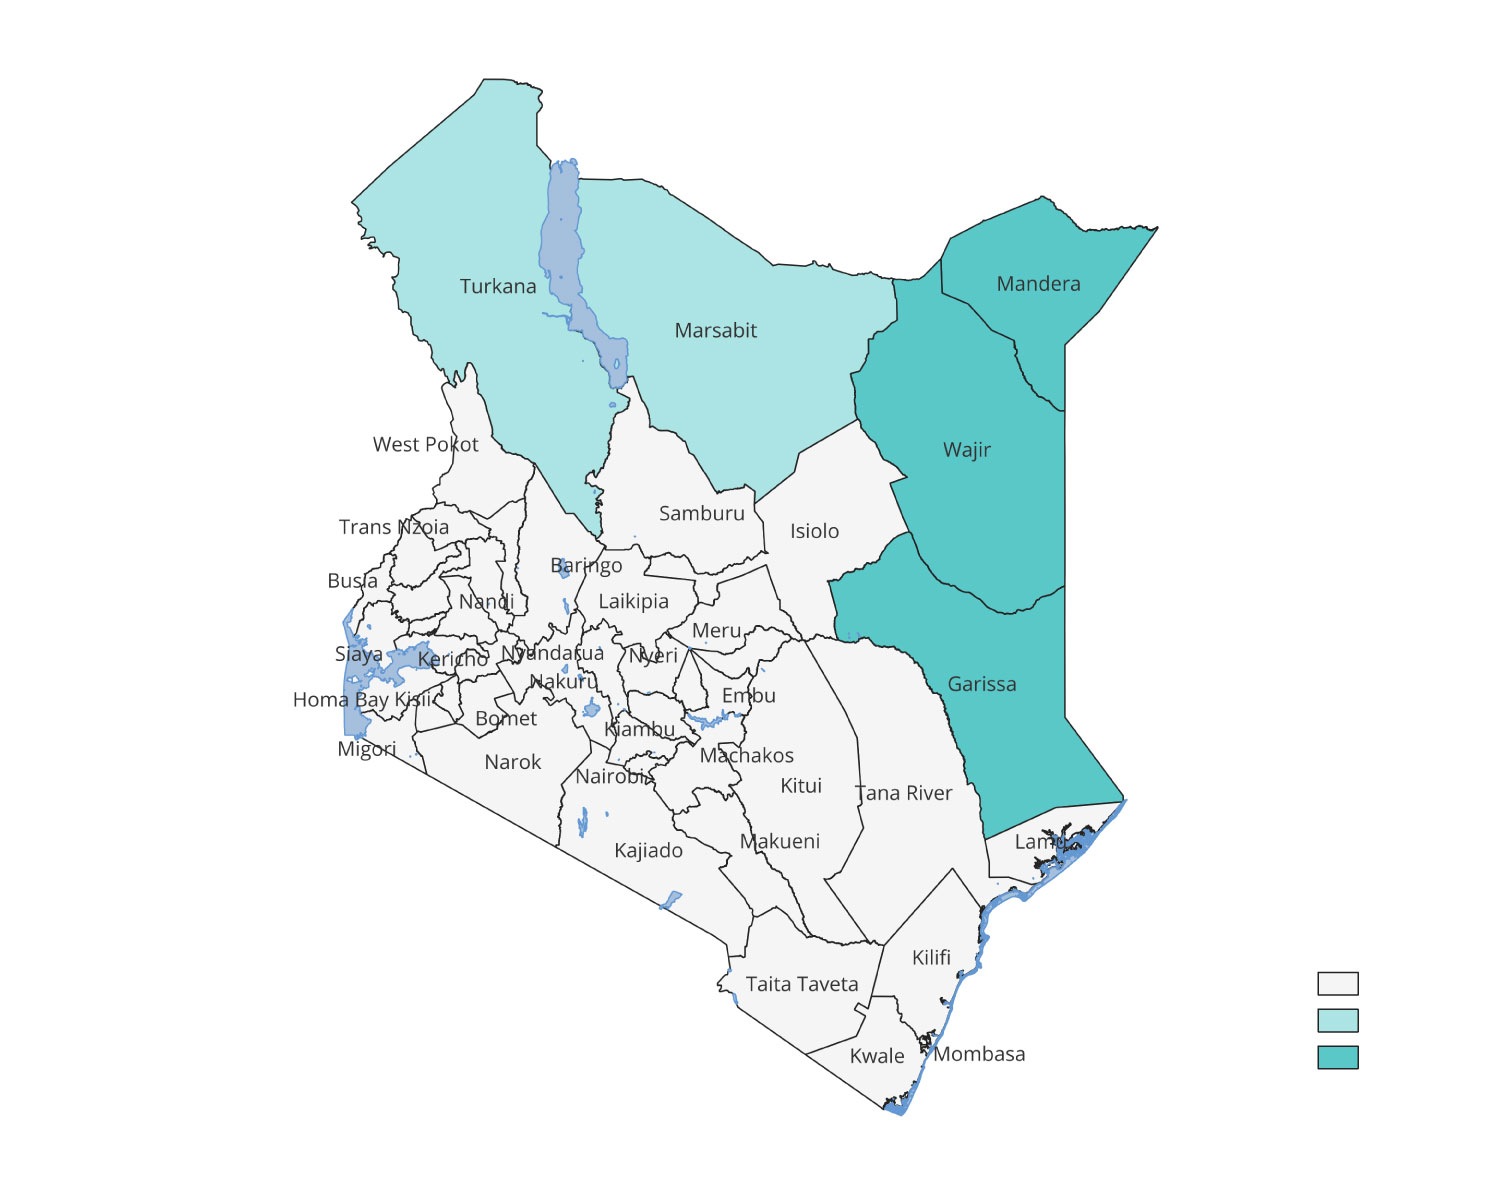 Mandera
Turkana
Marsabit
West Pokot
Wajir
Samburu
Trans Nzoia
Isiolo
Baringo
Busia
Nandi
Laikipia
Meru
Siaya
Kericho
Nyandarua
Nyeri
Nakuru
Garissa
Homa Bay
Kisii
Embu
Bomet
Kiambu
Migori
Machakos
Narok
Nairobi
Kitui
Tana River
Makueni
Lamu
Kajiado
Kilifi
Taita Taveta
Kwale
Mombasa